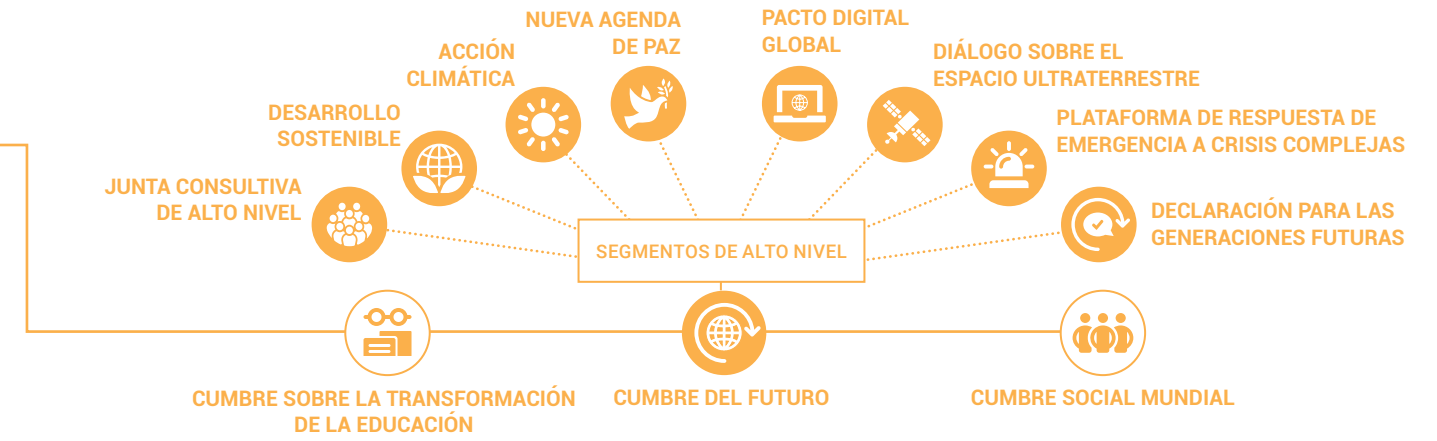 NUEVA AGENDA
DE PAZ
PACTO DIGITAL
GLOBAL
ACCIÓN
CLIMÁTICA
DIÁLOGO SOBRE EL
ESPACIO ULTRATERRESTRE
DESARROLLO
SOSTENIBLE
PLATAFORMA DE RESPUESTA DE
EMERGENCIA A CRISIS COMPLEJAS
JUNTA CONSULTIVA
DE ALTO NIVEL
DECLARACIÓN PARA LAS
GENERACIONES FUTURAS
SEGMENTOS DE ALTO NIVEL
CUMBRE SOBRE LA TRANSFORMACIÓN
DE LA EDUCACIÓN
CUMBRE DEL FUTURO
CUMBRE SOCIAL MUNDIAL